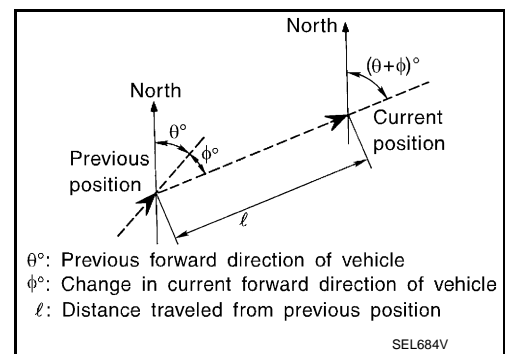 North
(θ+ϕ)°
North
θ°
ϕ°
Previous
position
Current
position
ℓ
θ°: Previous forward direction of vehicle
ϕ°: Change in current forward direction of vehicle
ℓ: Distance traveled from previous position
SEL684V